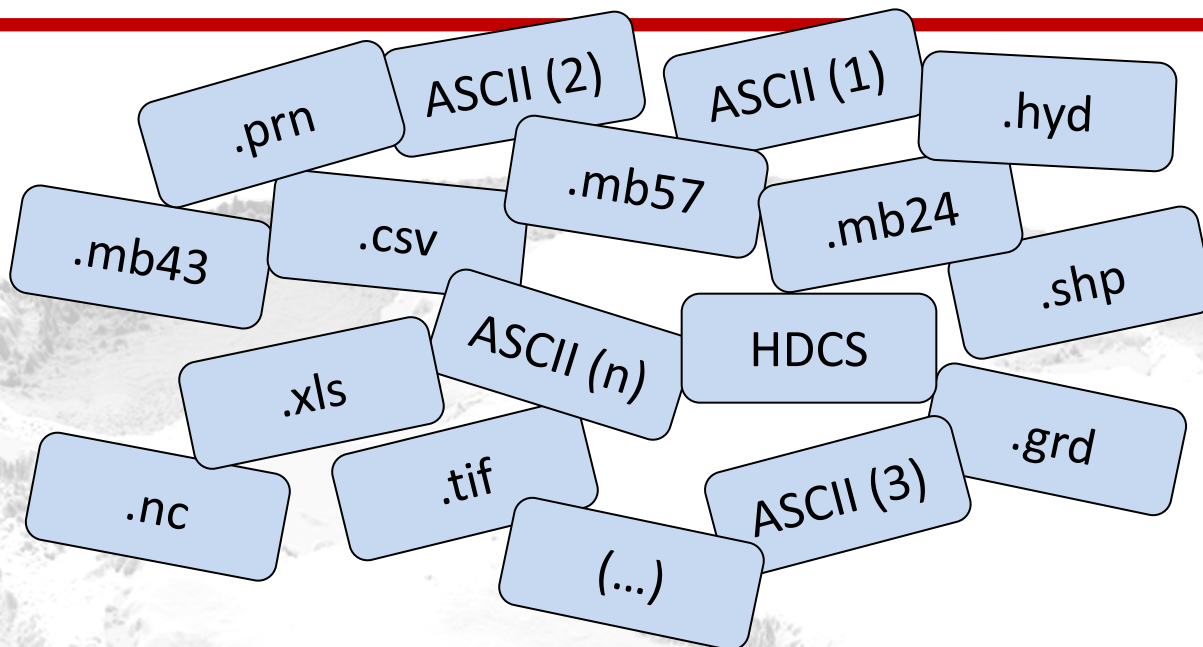 .prn
ASCII (2)
ASCII (1)
.hyd
.mb57
.mb24
.mb43
.csv
.shp
ASCII (n)
HDCS
.xls
.grd
.tif
ASCII (3)
.nc
(...)